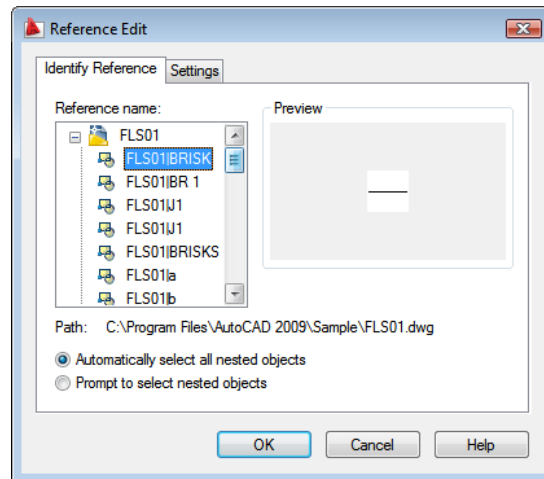 Reference Edit
Identify Reference Settings
Reference name:
Preview
FLS01
FLS01|BRISK
FLS01|BR 1
FLS01|J1
FLS01|J1
FLS01|BRISKS
FLS01|a
FLS01|b
Path: C:\Program Files\AutoCAD 2009\Sample\FLS01.dwg
Automatically select all nested objects
Prompt to select nested objects
OK Cancel Help